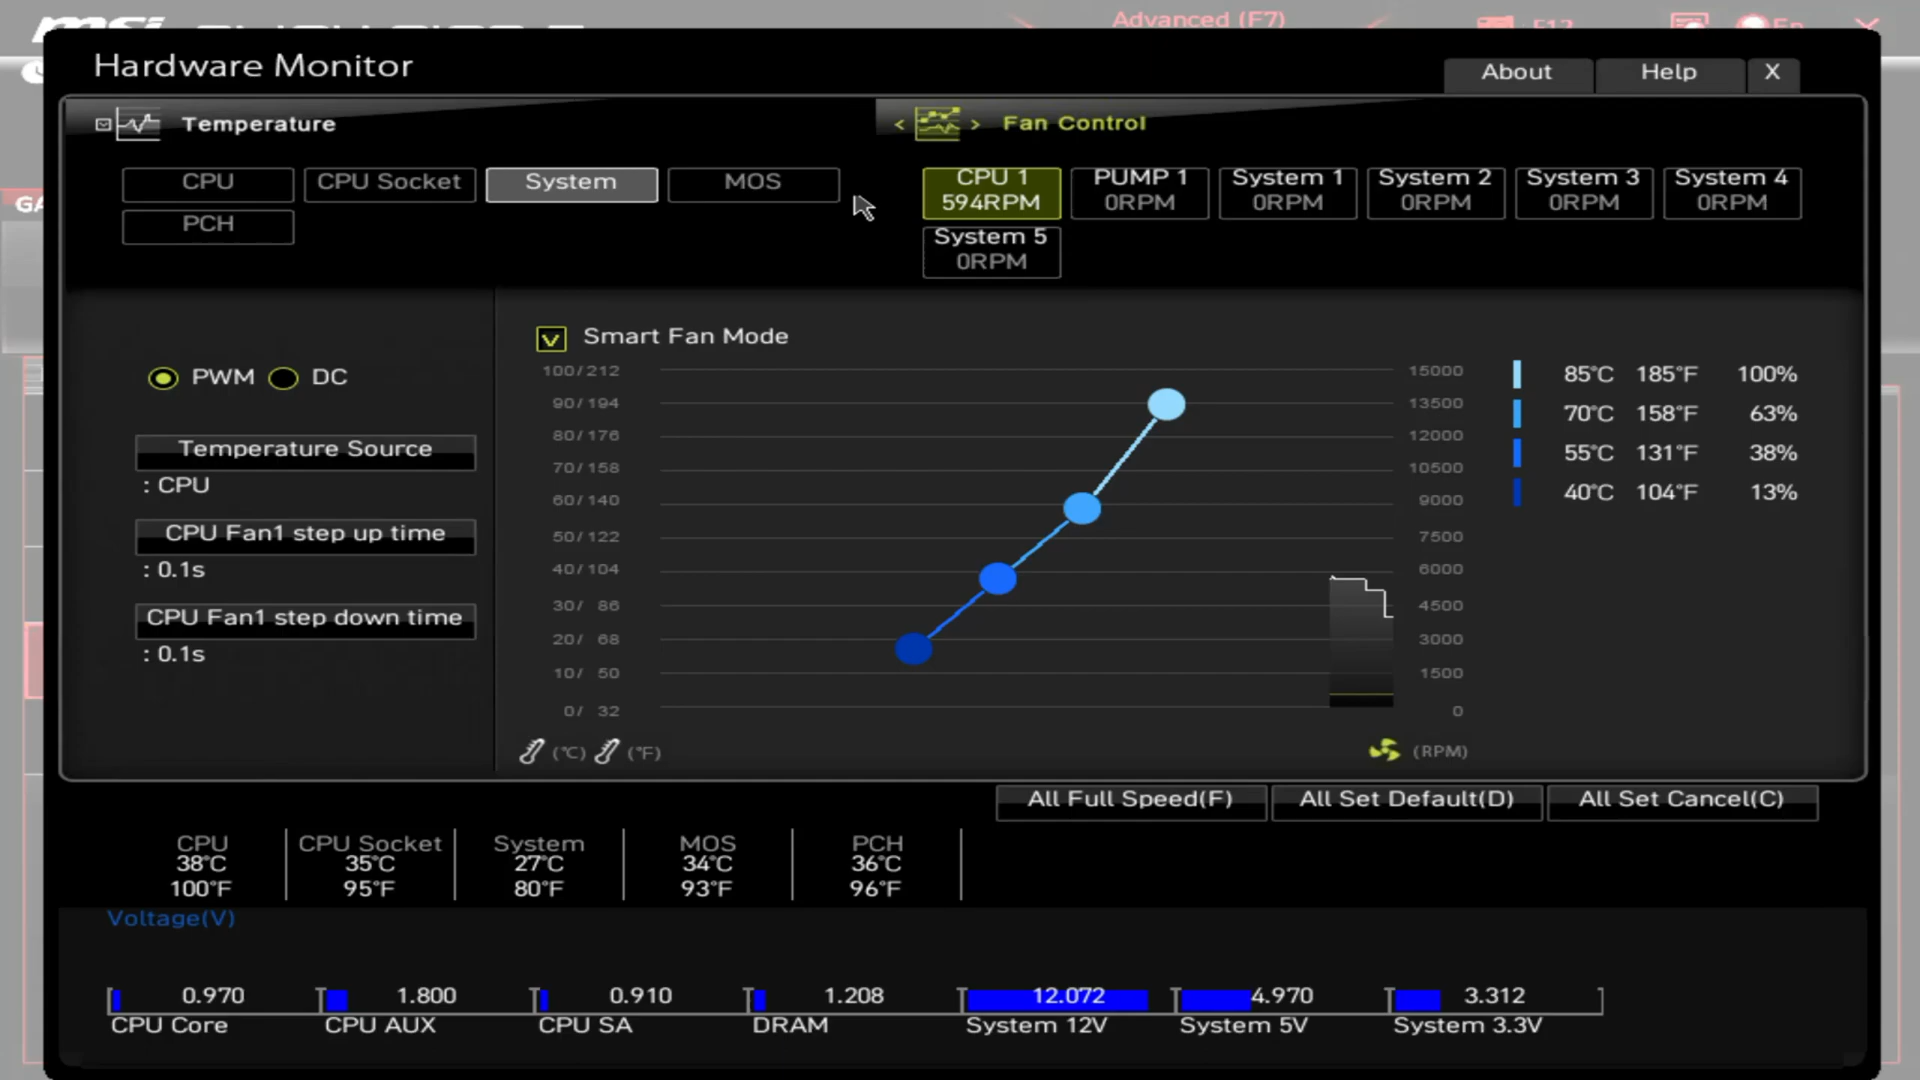 msi
Advanced (F7)
F12
En
Hardware Monitor
About
Help
X
Temperature
Fan Control
CPU
CPU Socket
System
MOS
PCH
CPU 1
594RPM
PUMP 1
0RPM
System 1
0RPM
System 2
0RPM
System 3
0RPM
System 4
0RPM
System 5
0RPM
GA
Smart Fan Mode
PWM
DC
Temperature Source
: CPU
CPU Fan1 step up time
: 0.1s
CPU Fan1 step down time
: 0.1s
100/212
90/194
80/176
70/158
60/140
50/122
40/104
30/ 86
20/ 68
10/ 50
0/ 32
15000
13500
12000
10500
9000
7500
6000
4500
3000
1500
0
(°C)
(°F)
(RPM)
85°C 185°F 100%
70°C 158°F 63%
55°C 131°F 38%
40°C 104°F 13%
All Full Speed(F)
All Set Default(D)
All Set Cancel(C)
CPU
38°C
100°F
CPU Socket
35°C
95°F
System
27°C
80°F
MOS
34°C
93°F
PCH
36°C
96°F
Voltage(V)
0.970
CPU Core
1.800
CPU AUX
0.910
CPU SA
1.208
DRAM
12.072
System 12V
4.970
System 5V
3.312
System 3.3V